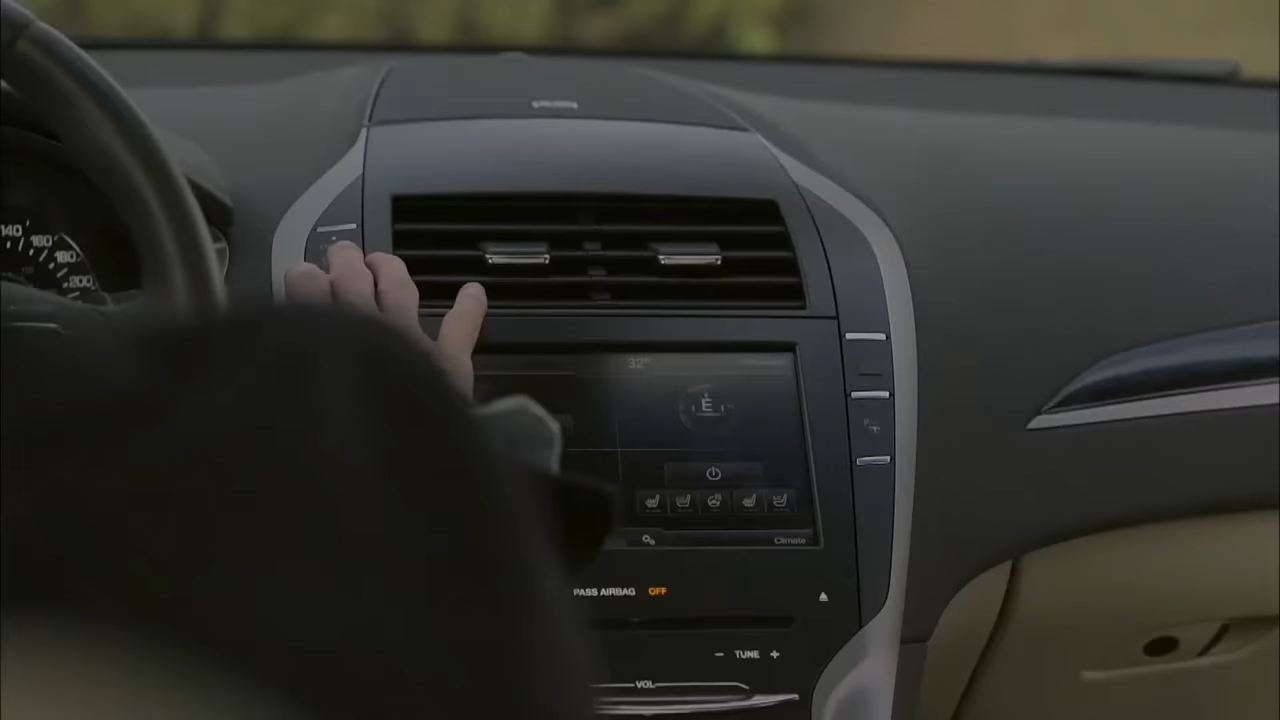 140
160
180
200
32°
E
Climate
PASS AIRBAG OFF
− TUNE +
VOL